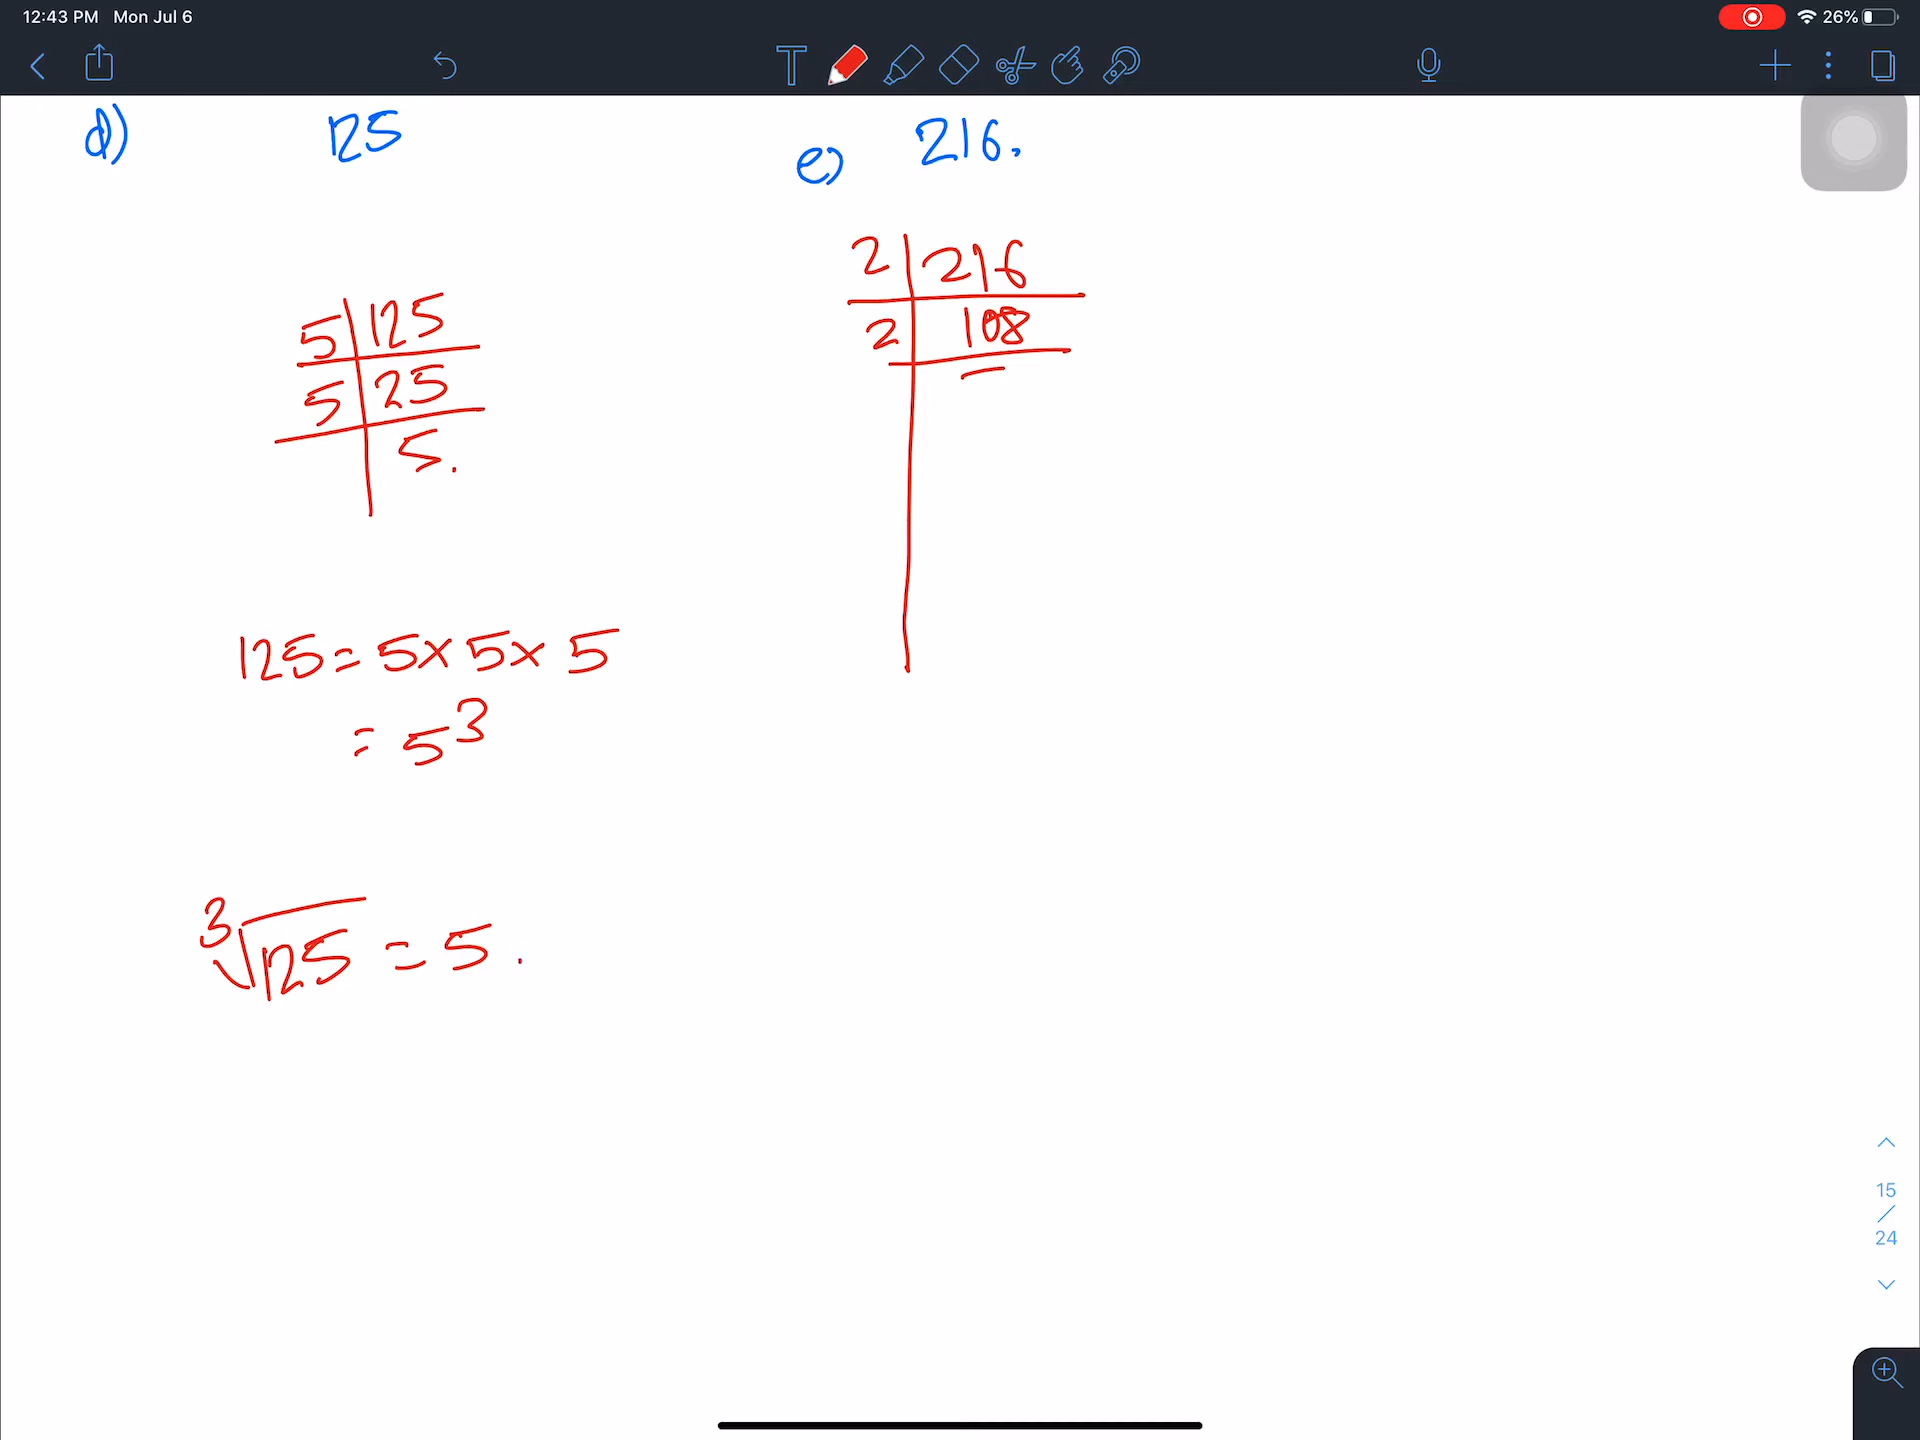 12:43 PM Mon Jul 6
26%
T
d) 125
5 125
5 25
5.
125 = 5 x 5 x 5
= 5³
³√125 = 5.
e) 216.
2 216
2 108
15
/
24